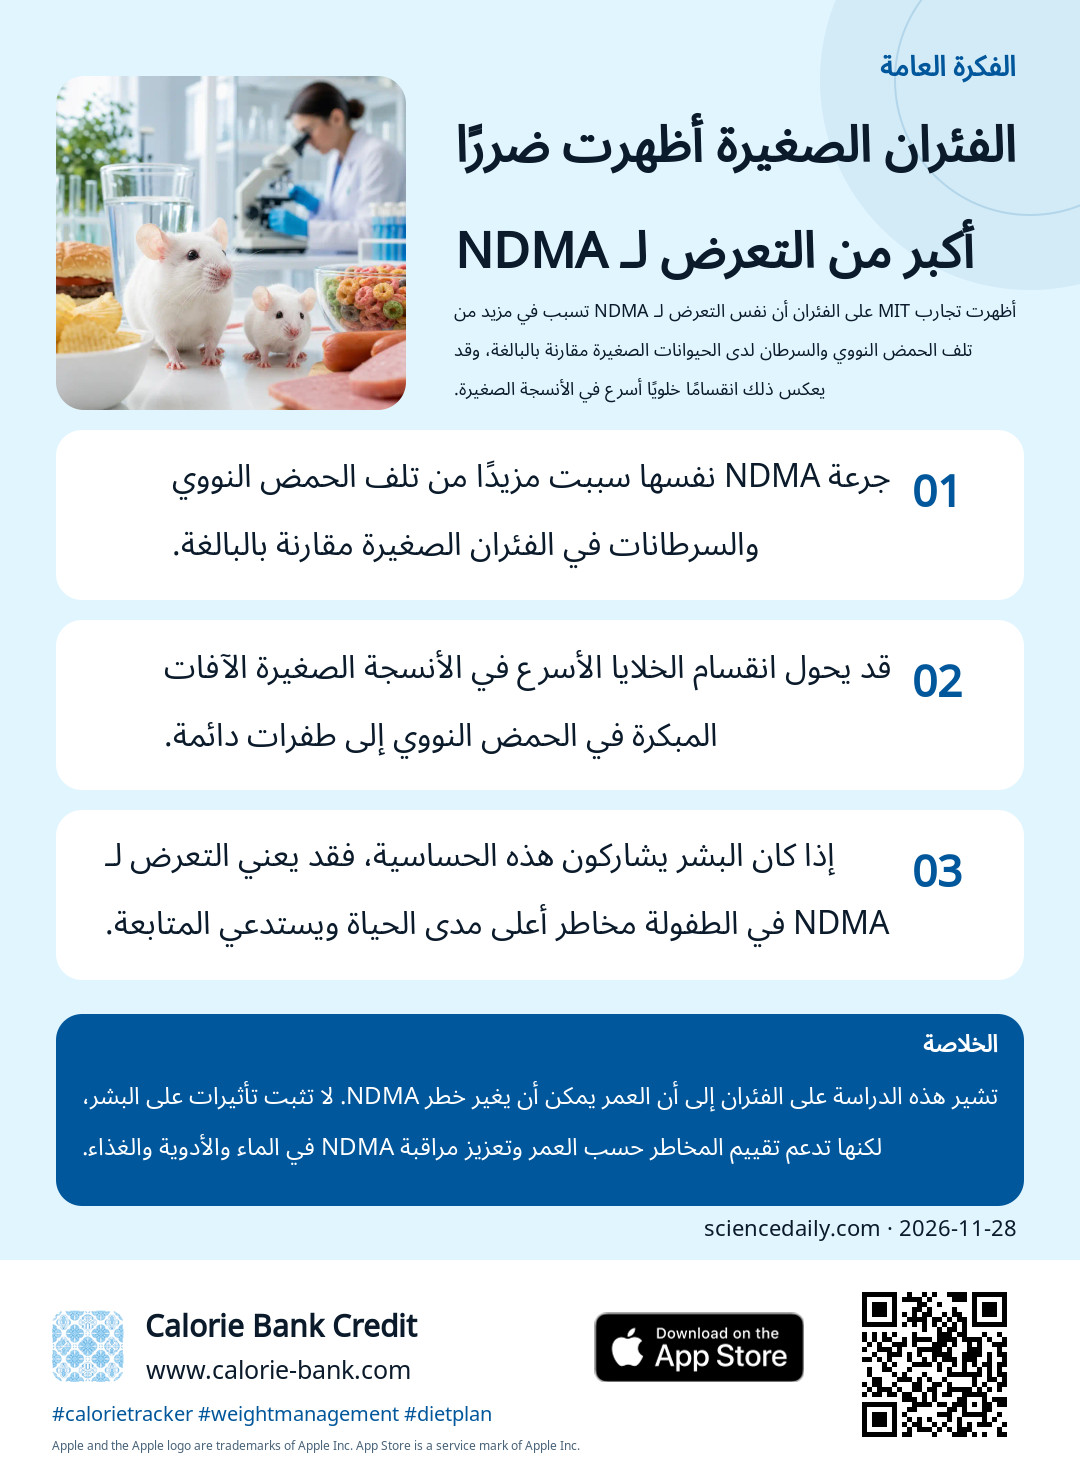 الفكرة العامة
الفئران الصغيرة أظهرت ضررًا
أكبر من التعرض لـ NDMA
أظهرت تجارب MIT على الفئران أن نفس التعرض لـ NDMA تسبب في مزيد من
تلف الحمض النووي والسرطان لدى الحيوانات الصغيرة مقارنة بالبالغة، وقد
يعكس ذلك انقسامًا خلويًا أسرع في الأنسجة الصغيرة.
01
جرعة NDMA نفسها سببت مزيدًا من تلف الحمض النووي
والسرطانات في الفئران الصغيرة مقارنة بالبالغة.
02
قد يحول انقسام الخلايا الأسرع في الأنسجة الصغيرة الآفات
المبكرة في الحمض النووي إلى طفرات دائمة.
03
إذا كان البشر يشاركون هذه الحساسية، فقد يعني التعرض لـ
NDMA في الطفولة مخاطر أعلى مدى الحياة ويستدعي المتابعة.
الخلاصة
تشير هذه الدراسة على الفئران إلى أن العمر يمكن أن يغير خطر NDMA. لا تثبت تأثيرات على البشر،
لكنها تدعم تقييم المخاطر حسب العمر وتعزيز مراقبة NDMA في الماء والأدوية والغذاء.
sciencedaily.com · 2026-11-28
Calorie Bank Credit
www.calorie-bank.com
Download on the
App Store
#calorietracker #weightmanagement #dietplan
Apple and the Apple logo are trademarks of Apple Inc. App Store is a service mark of Apple Inc.